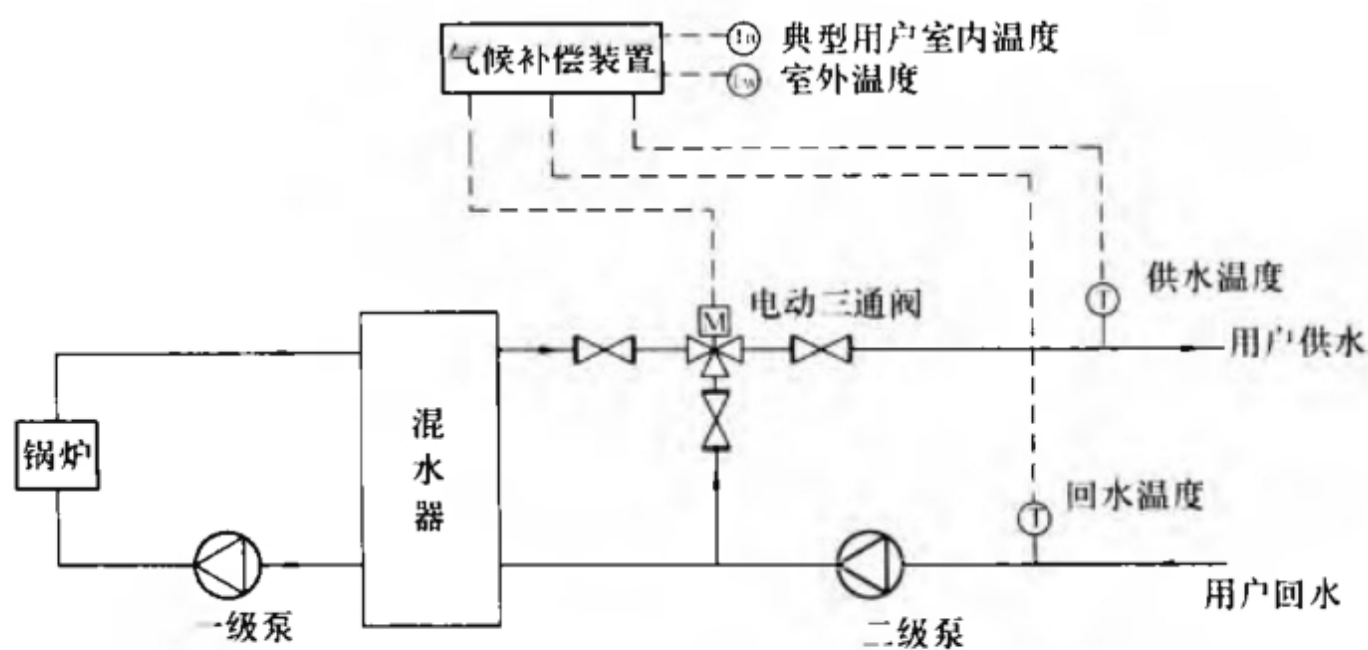 典型用户室内温度
气候补偿装置
室外温度
供水温度
电动三通阀
M
用户供水
混水器
锅炉
回水温度
用户回水
一级泵
二级泵